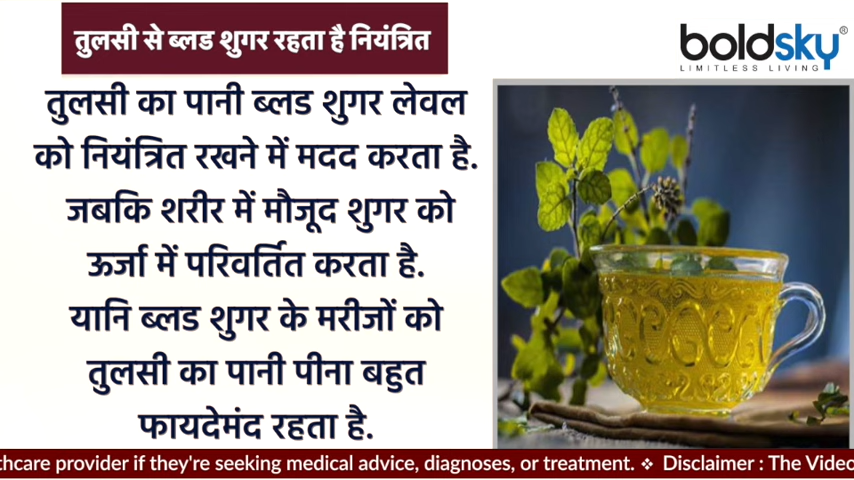 तुलसी से ब्लड शुगर रहता है नियंत्रित
boldsky®
LIMITLESS LIVING
तुलसी का पानी ब्लड शुगर लेवल
को नियंत्रित रखने में मदद करता है.
जबकि शरीर में मौजूद शुगर को
ऊर्जा में परिवर्तित करता है.
यानि ब्लड शुगर के मरीजों को
तुलसी का पानी पीना बहुत
फायदेमंद रहता है.
thcare provider if they're seeking medical advice, diagnoses, or treatment. ❖ Disclaimer : The Video